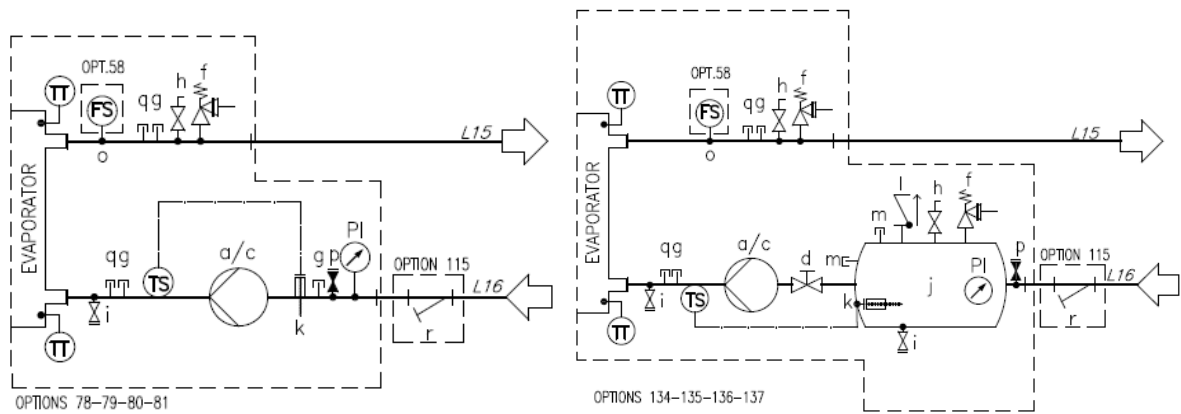 OPT.58
TT
FS
qg
h
f
o
L15
EVAPORATOR
a/c
PI
qg
TS
g
p
OPTION 115
L16
i
k
r
TT
OPTIONS 78-79-80-81
OPT.58
TT
FS
qg
h
f
o
L15
EVAPORATOR
l
h
f
m
a/c
d
m
PI
p
OPTION 115
qg
j
L16
TS
k
i
i
r
TT
OPTIONS 134-135-136-137